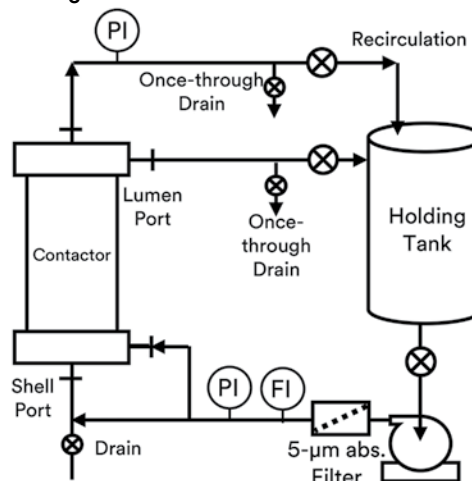 PI
Recirculation
Once-through
Drain
Lumen
Port
Once-
through
Drain
Holding
Tank
Contactor
Shell
Port
PI
FI
Drain
5-µm abs.
Filter